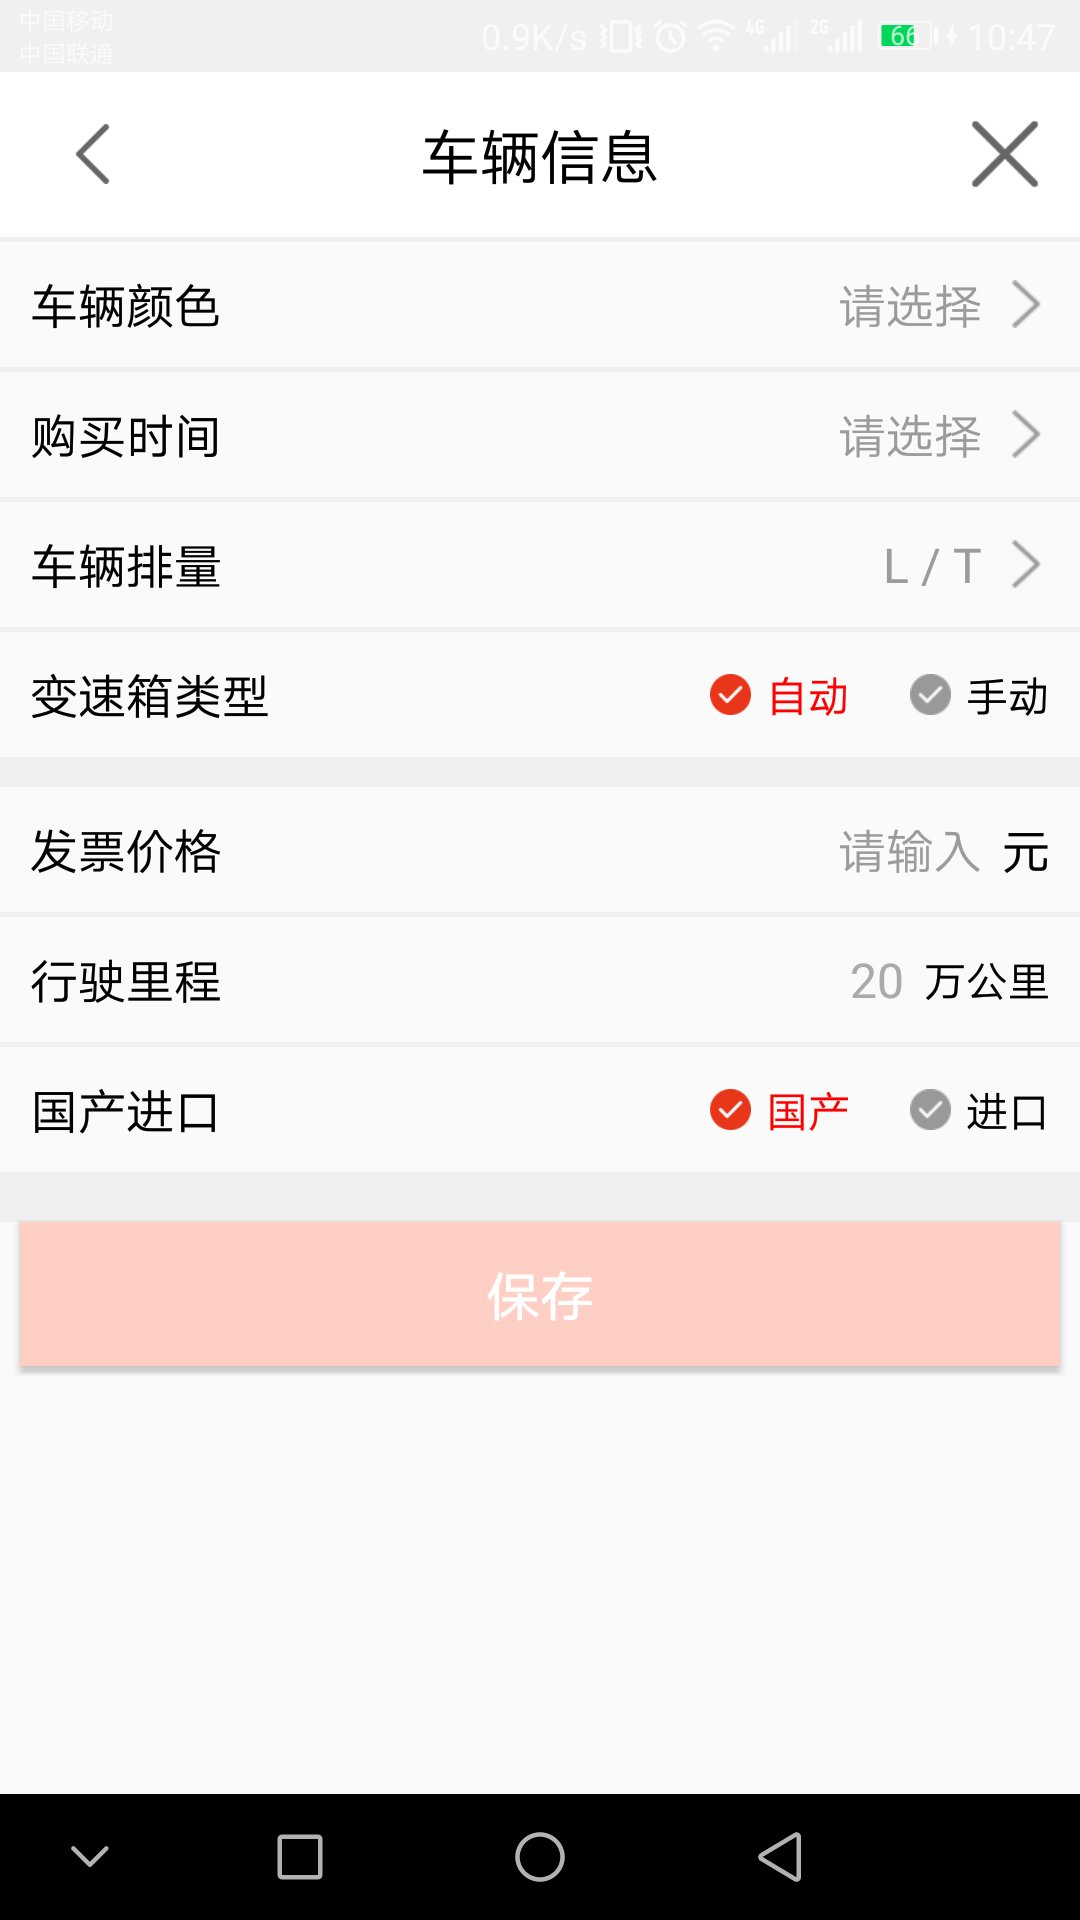 中国移动
中国联通
0.9K/s 4G 2G 66 10:47
车辆信息
车辆颜色 请选择
购买时间 请选择
车辆排量 L / T
变速箱类型 自动 手动
发票价格 请输入 元
行驶里程 20 万公里
国产进口 国产 进口
保存